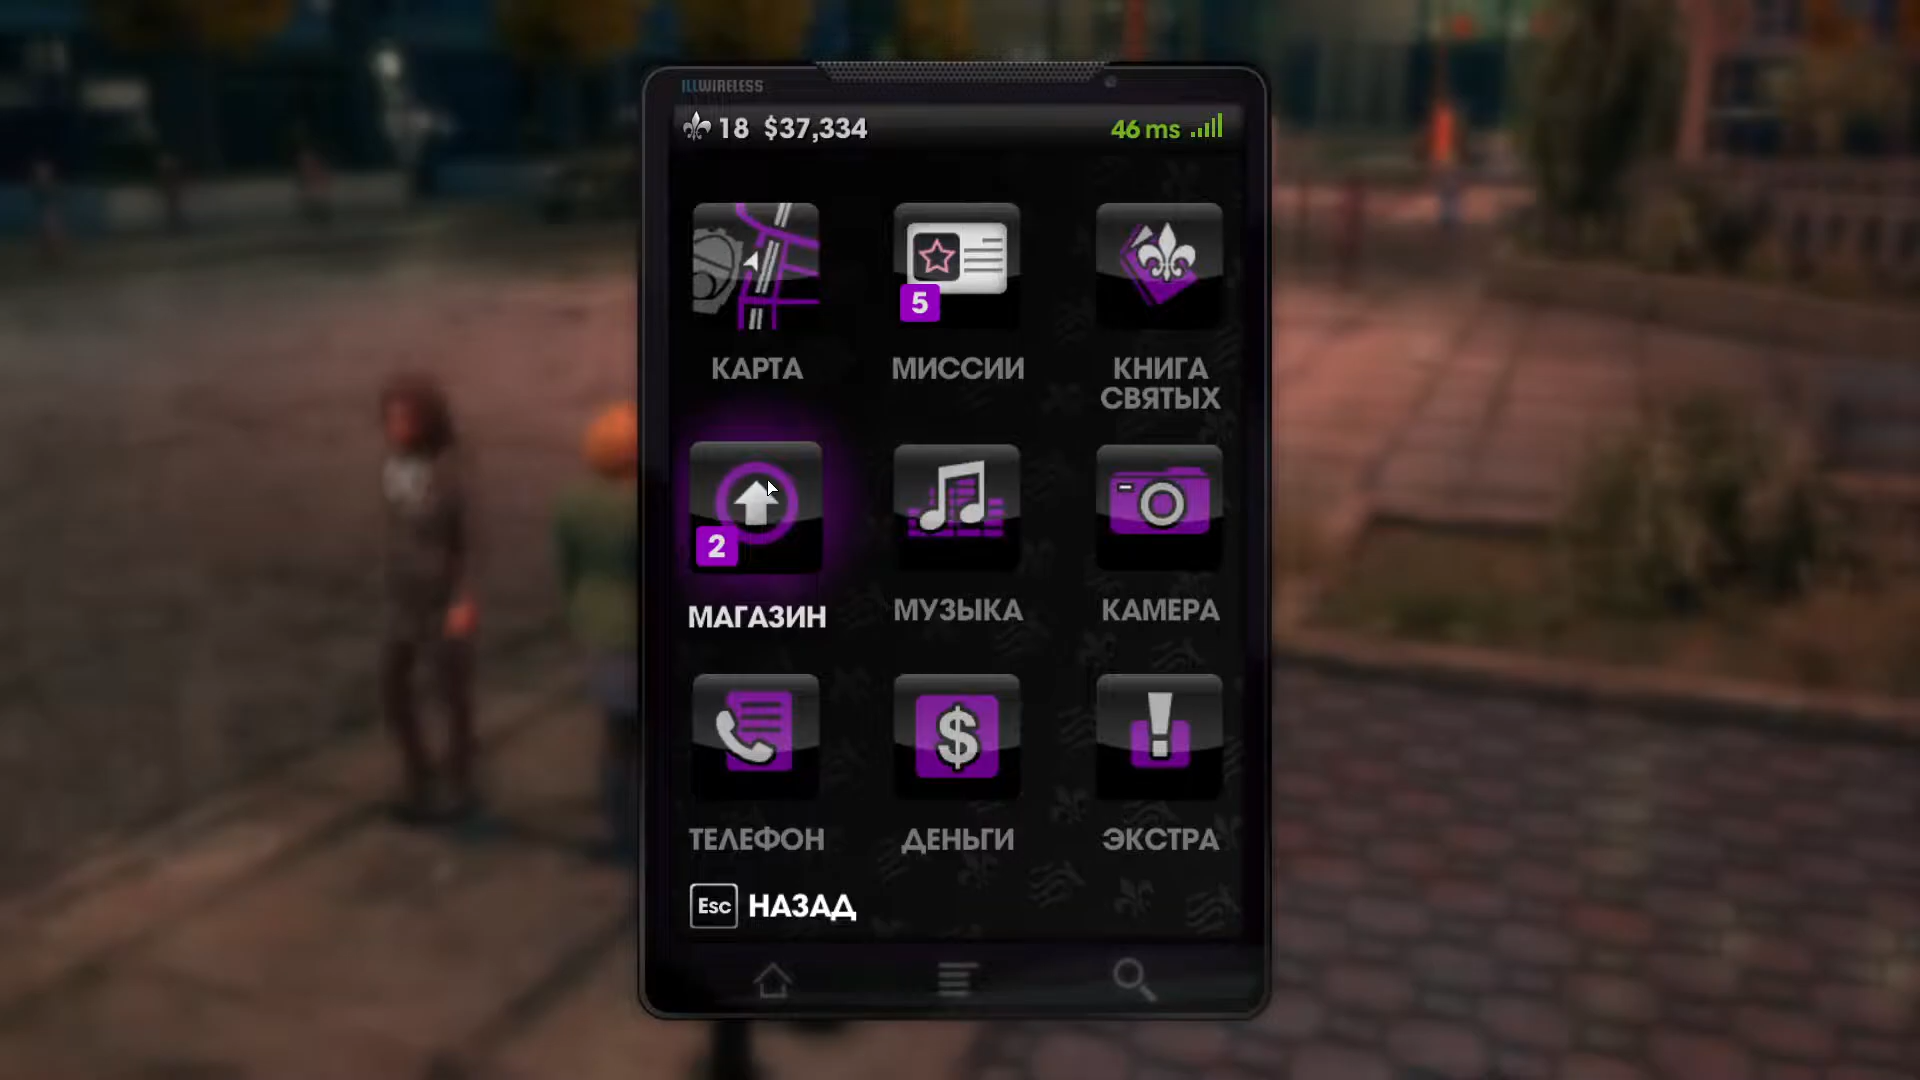 ILLWIRELESS
18 $37,334
46 ms
КАРТА
МИССИИ
5
КНИГА
СВЯТЫХ
МАГАЗИН
2
МУЗЫКА
КАМЕРА
ТЕЛЕФОН
ДЕНЬГИ
$
ЭКСТРА
!
Esc НАЗАД